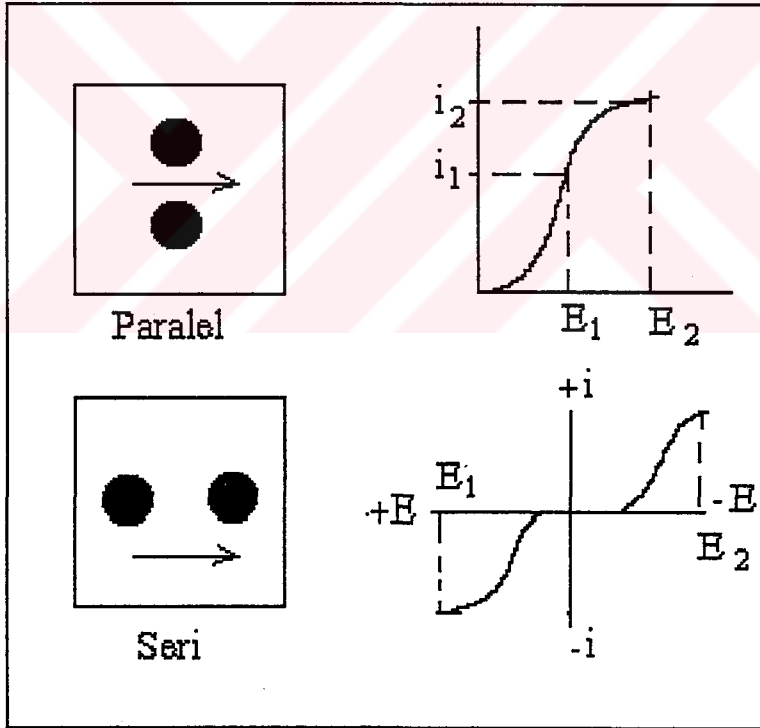 i₂
i₁
E₁ E₂
Paralel
+i
E₁
+E -E
E₂
-i
Seri